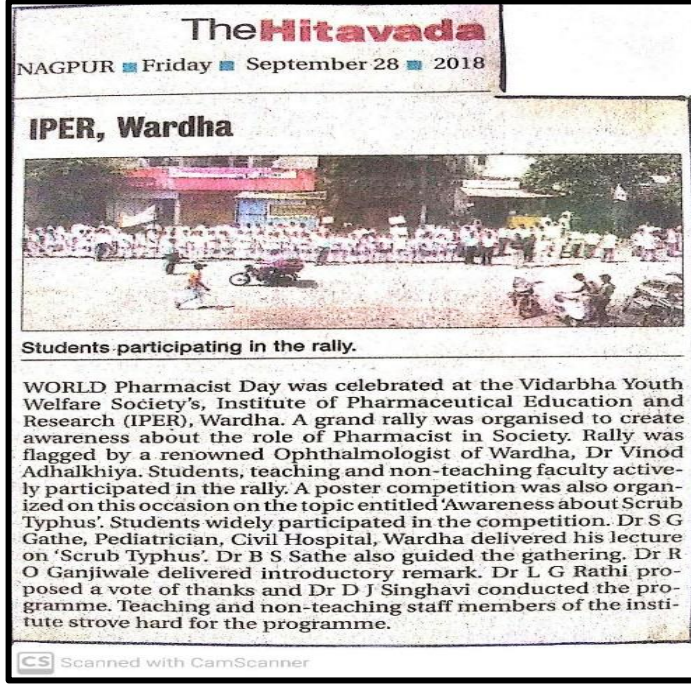 The Hitavada
NAGPUR ■ Friday ■ September 28 ■ 2018
IPER, Wardha
Students participating in the rally.
WORLD Pharmacist Day was celebrated at the Vidarbha Youth
Welfare Society's, Institute of Pharmaceutical Education and
Research (IPER), Wardha. A grand rally was organised to create
awareness about the role of Pharmacist in Society. Rally was
flagged by a renowned Ophthalmologist of Wardha, Dr Vinod
Adhalkhiya. Students, teaching and non-teaching faculty active-
ly participated in the rally. A poster competition was also organ-
ized on this occasion on the topic entitled 'Awareness about Scrub
Typhus'. Students widely participated in the competition. Dr S G
Gathe, Pediatrician, Civil Hospital, Wardha delivered his lecture
on 'Scrub Typhus'. Dr B S Sathe also guided the gathering. Dr R
O Ganjiwale delivered introductory remark. Dr L G Rathi pro-
posed a vote of thanks and Dr D J Singhavi conducted the pro-
gramme. Teaching and non-teaching staff members of the insti-
tute strove hard for the programme.
CS Scanned with CamScanner